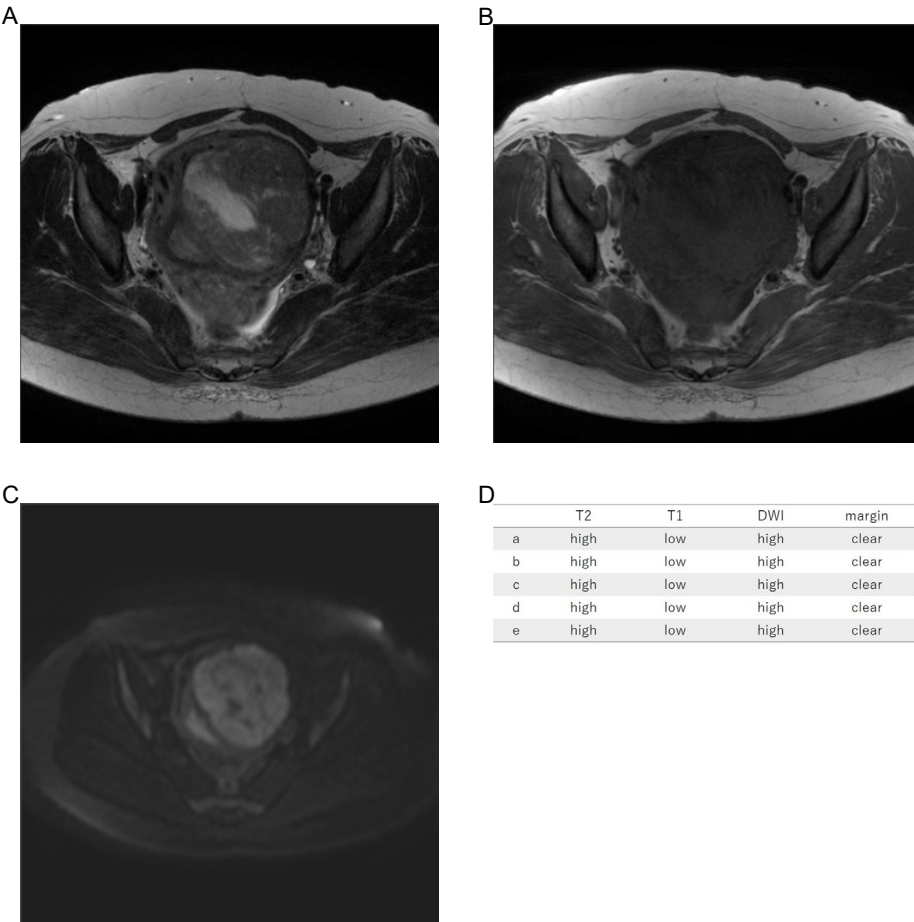 A
B
C
D
T2 T1 DWI margin
a high low high clear
b high low high clear
c high low high clear
d high low high clear
e high low high clear